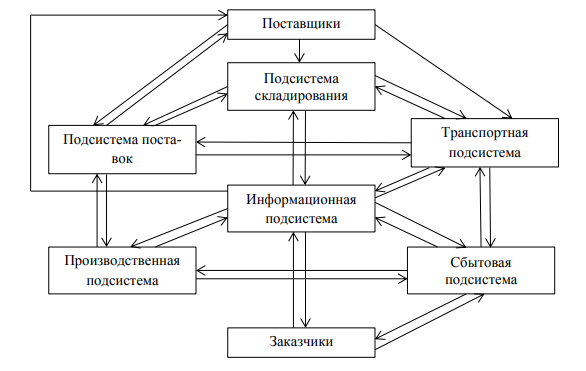 Поставщики
Подсистема
складирования
Подсистема поста-
вок
Транспортная
подсистема
Информационная
подсистема
Производственная
подсистема
Сбытовая
подсистема
Заказчики